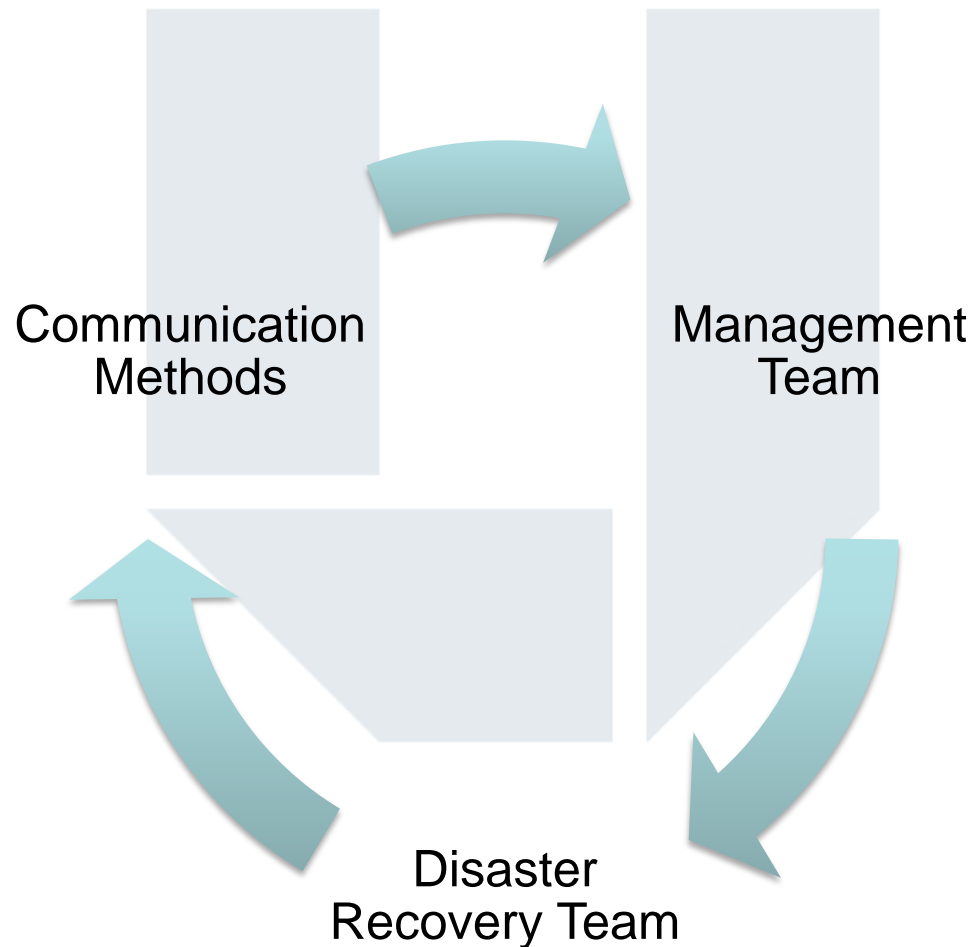 Communication
Methods
Management
Team
Disaster
Recovery Team